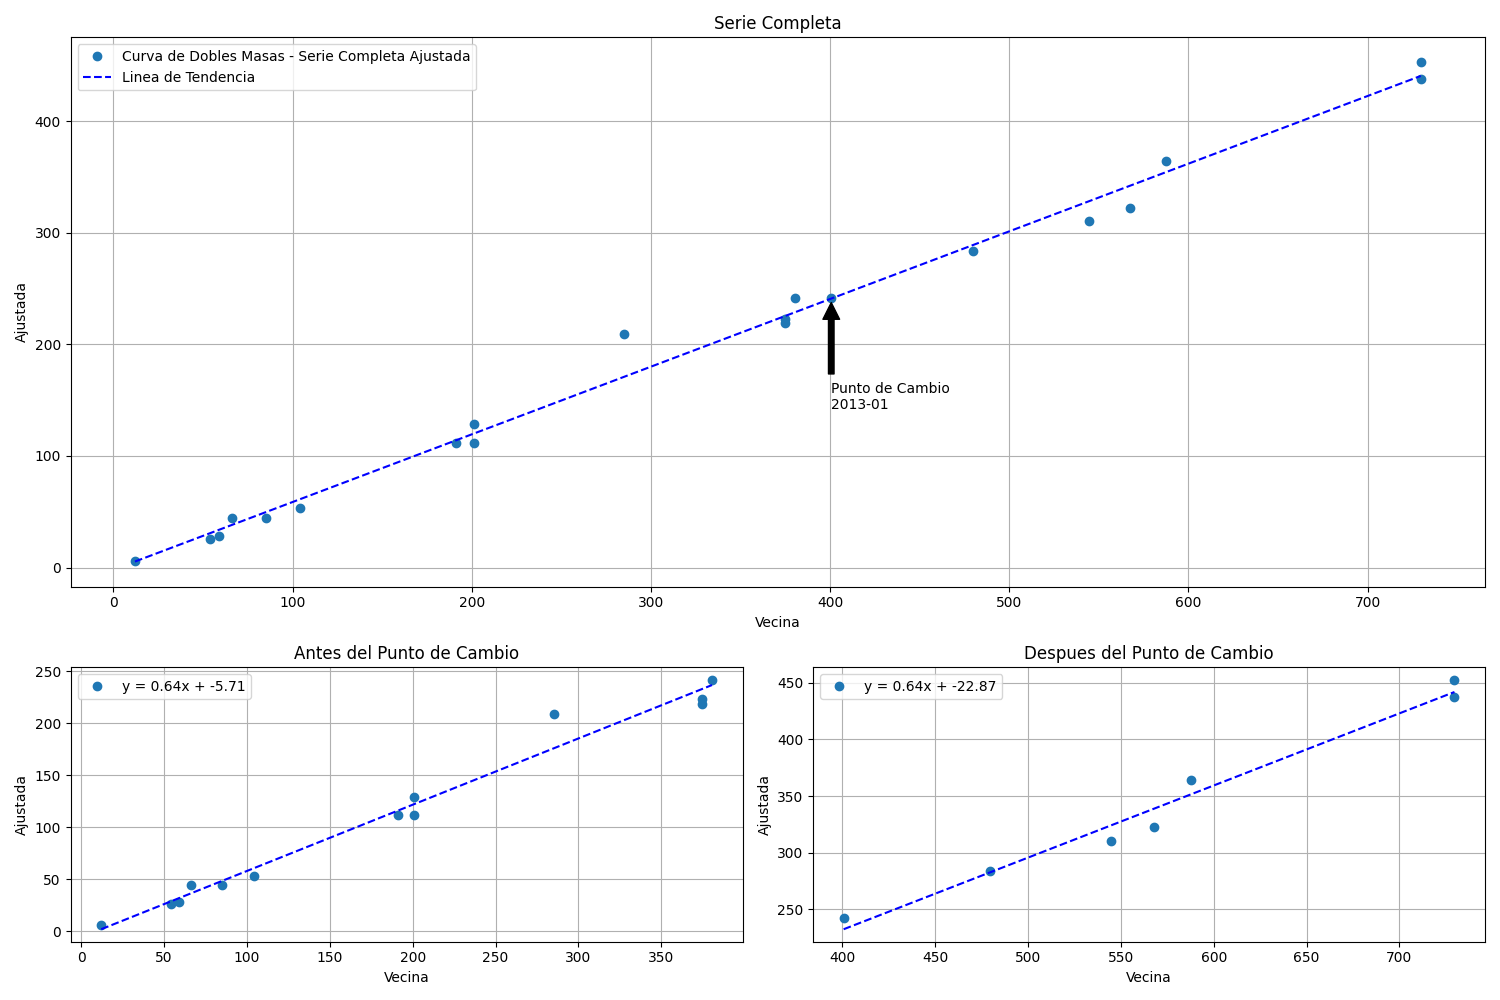 Serie Completa
Curva de Dobles Masas - Serie Completa Ajustada
Linea de Tendencia
400
300
200
100
0
Ajustada
Punto de Cambio
2013-01
0 100 200 300 400 500 600 700
Vecina
Antes del Punto de Cambio
y = 0.64x + -5.71
250
200
150
100
50
0
Ajustada
0 50 100 150 200 250 300 350
Vecina
Despues del Punto de Cambio
y = 0.64x + -22.87
450
400
350
300
250
Ajustada
400 450 500 550 600 650 700
Vecina